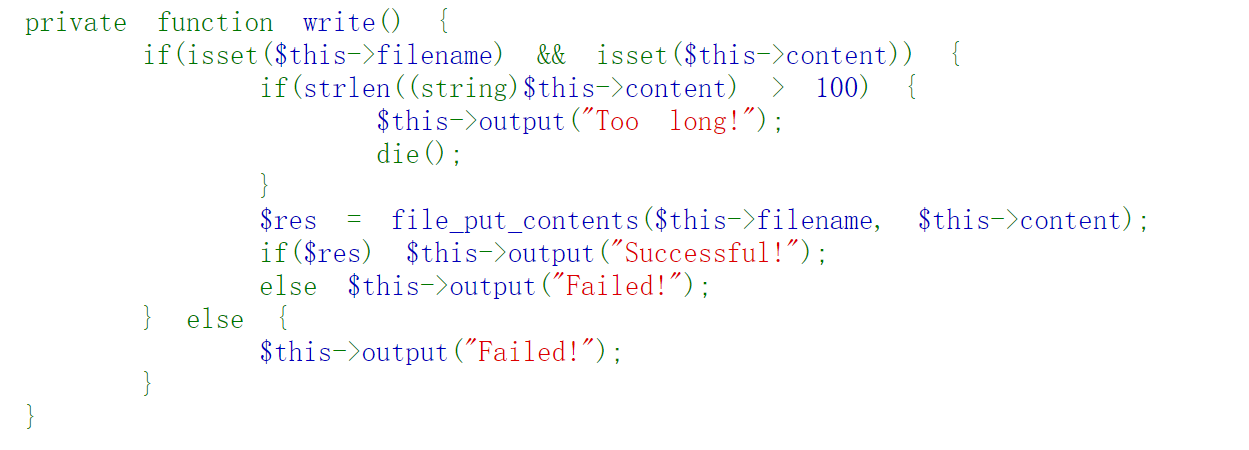 private function write() {
if(isset($this->filename) && isset($this->content)) {
if(strlen((string)$this->content) > 100) {
$this->output("Too long!");
die();
}
$res = file_put_contents($this->filename, $this->content);
if($res) $this->output("Successful!");
else $this->output("Failed!");
} else {
$this->output("Failed!");
}
}